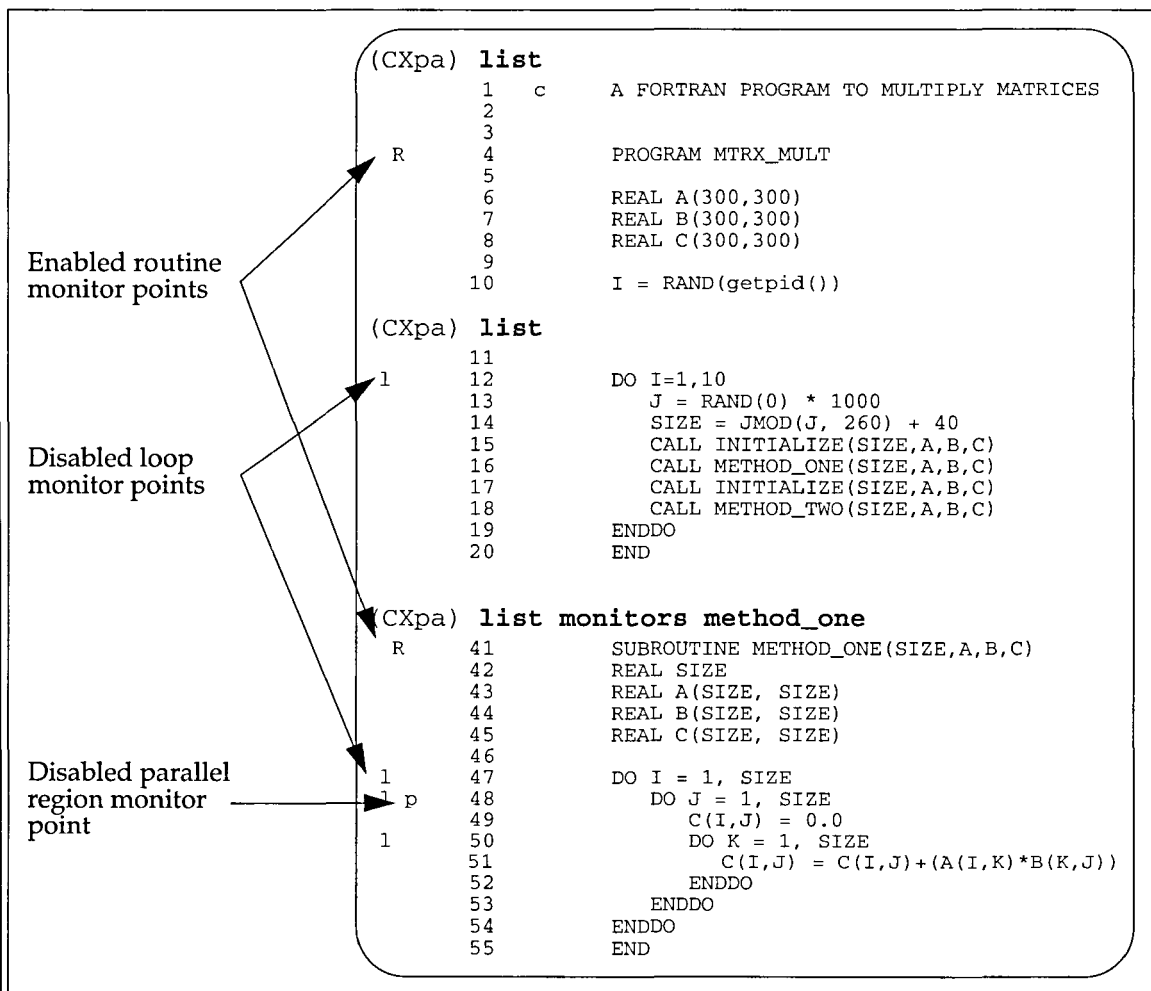 (CXpa) list
1 c A FORTRAN PROGRAM TO MULTIPLY MATRICES
2
3
R 4 PROGRAM MTRX_MULT
5
6 REAL A(300,300)
7 REAL B(300,300)
8 REAL C(300,300)
9
10 I = RAND(getpid())
(CXpa) list
11
l 12 DO I=1,10
13 J = RAND(0) * 1000
14 SIZE = JMOD(J, 260) + 40
15 CALL INITIALIZE(SIZE,A,B,C)
16 CALL METHOD_ONE(SIZE,A,B,C)
17 CALL INITIALIZE(SIZE,A,B,C)
18 CALL METHOD_TWO(SIZE,A,B,C)
19 ENDDO
20 END
(CXpa) list monitors method_one
R 41 SUBROUTINE METHOD_ONE(SIZE,A,B,C)
42 REAL SIZE
43 REAL A(SIZE, SIZE)
44 REAL B(SIZE, SIZE)
45 REAL C(SIZE, SIZE)
46
l 47 DO I = 1, SIZE
l p 48 DO J = 1, SIZE
49 C(I,J) = 0.0
l 50 DO K = 1, SIZE
51 C(I,J) = C(I,J)+(A(I,K)*B(K,J))
52 ENDDO
53 ENDDO
54 ENDDO
55 END
Enabled routine
monitor points
Disabled loop
monitor points
Disabled parallel
region monitor
point